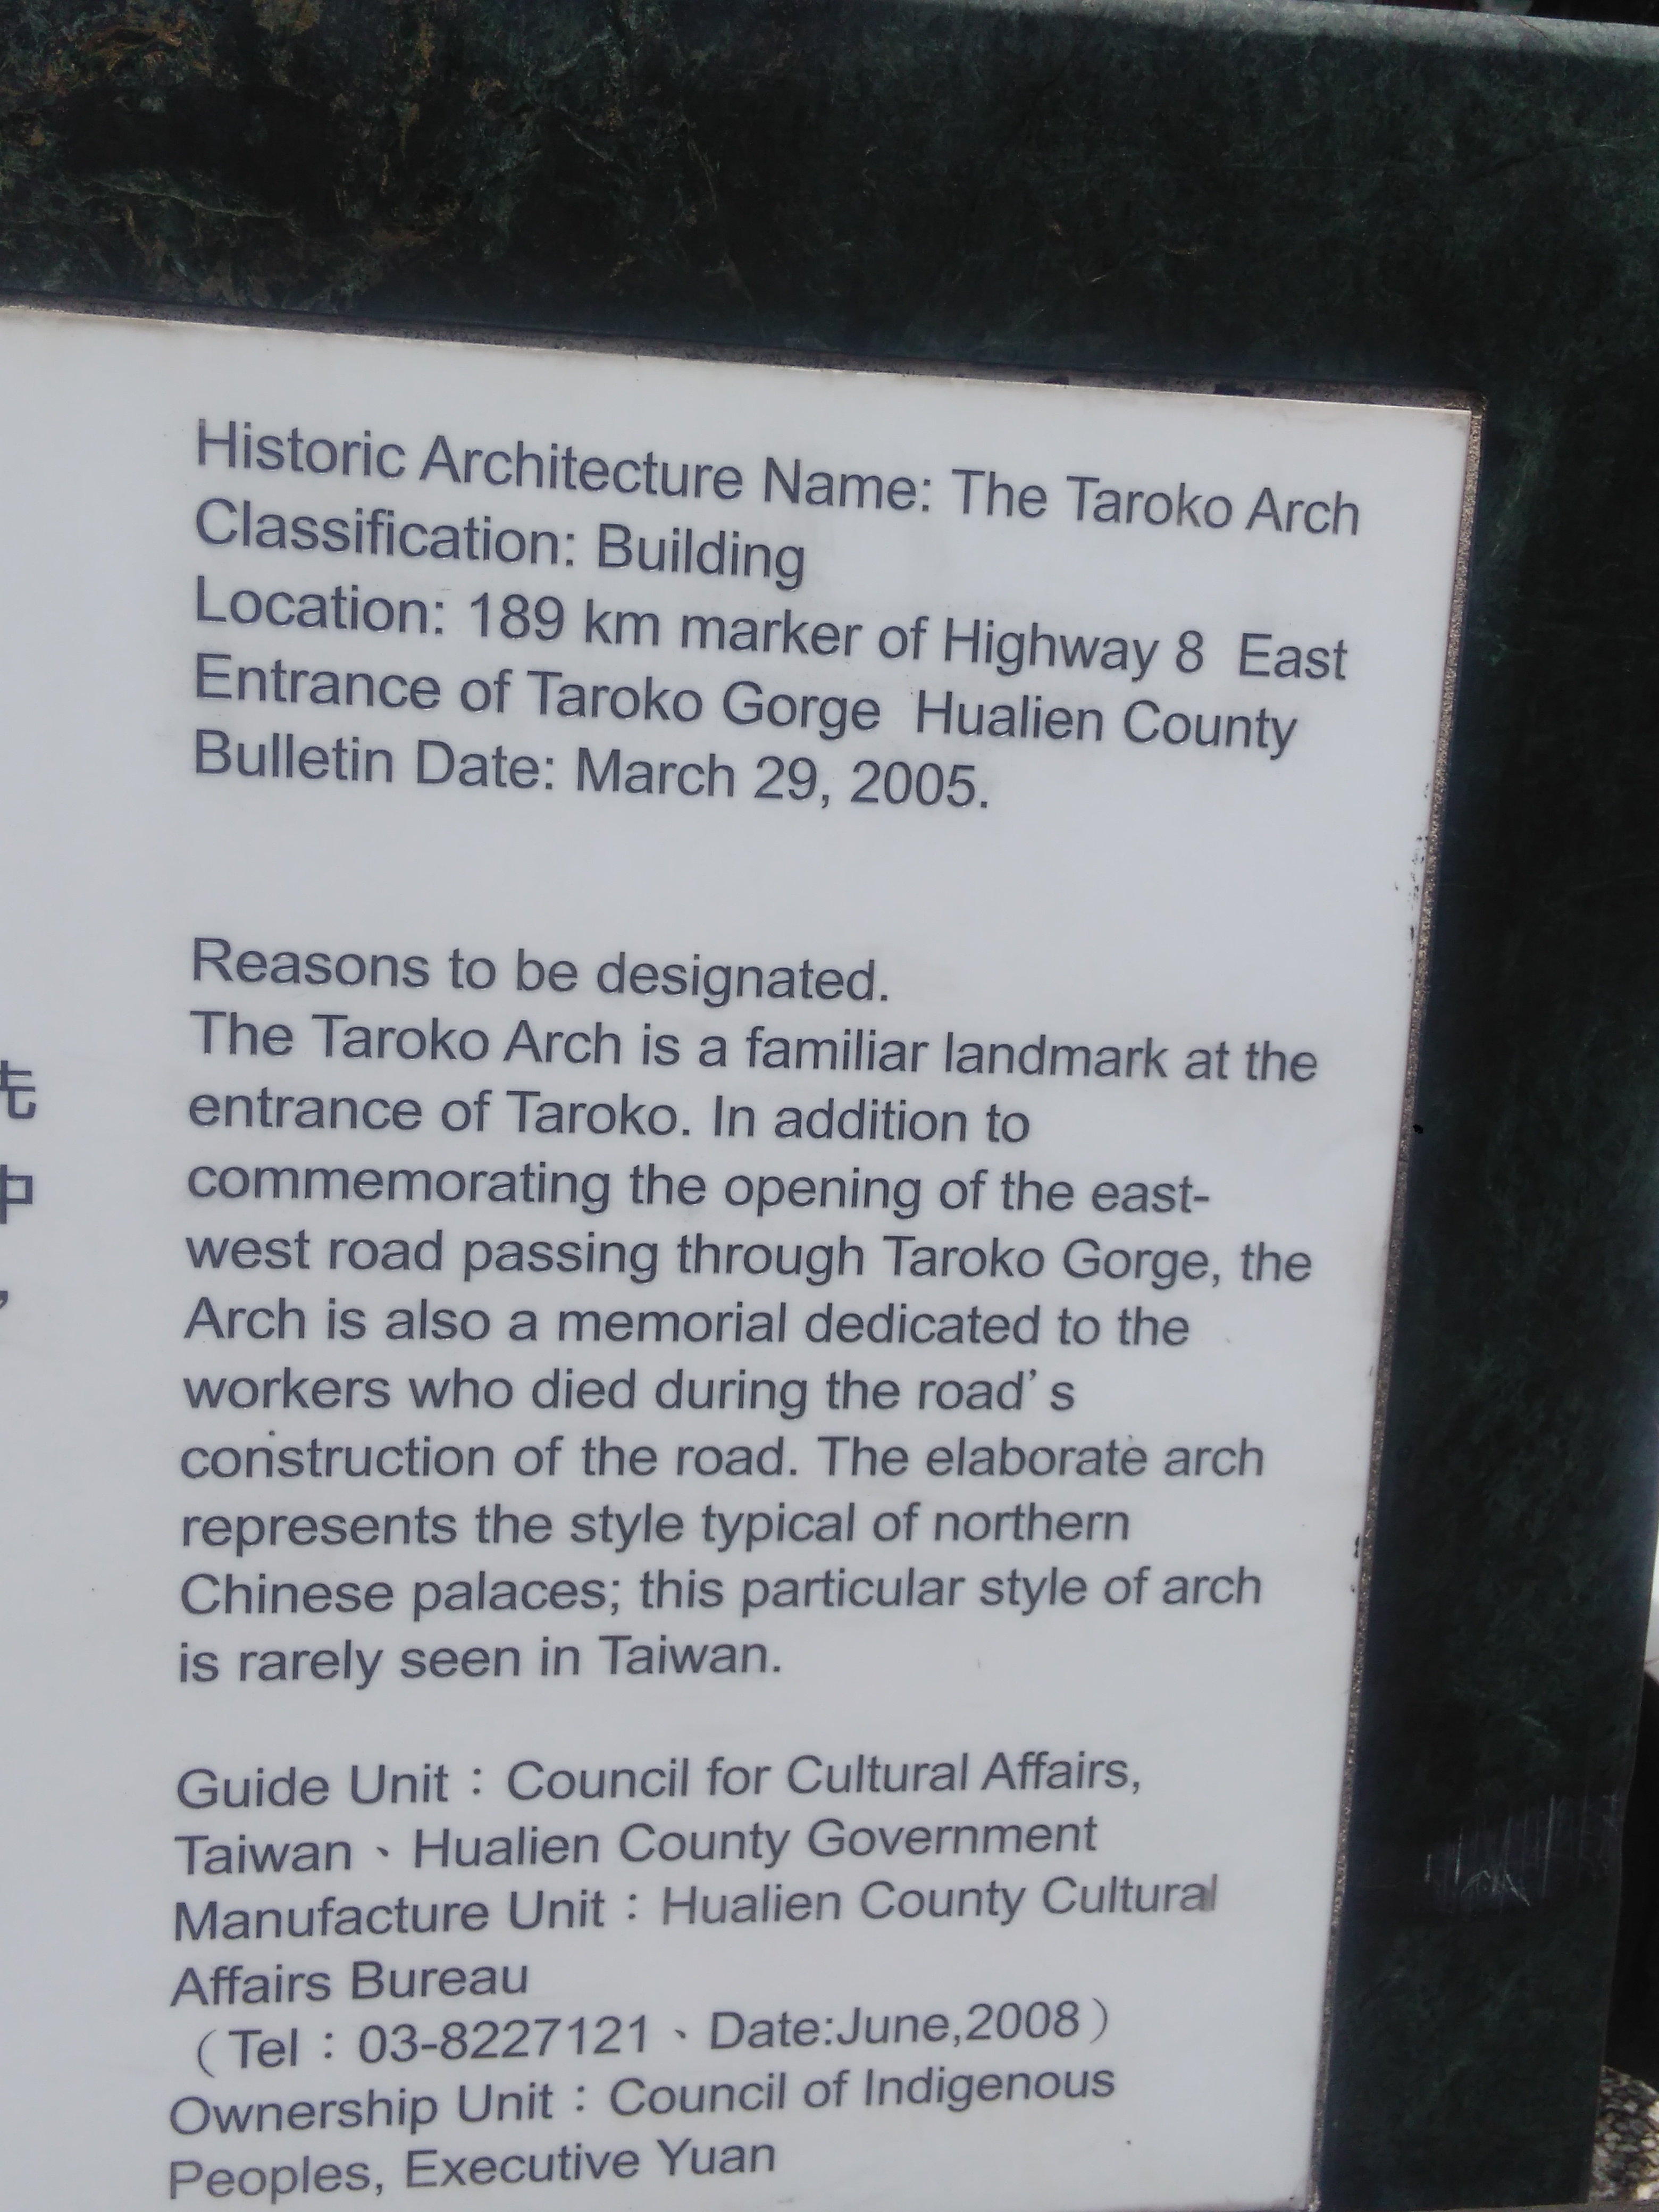 Historic Architecture Name: The Taroko Arch
Classification: Building
Location: 189 km marker of Highway 8  East
Entrance of Taroko Gorge  Hualien County
Bulletin Date: March 29, 2005.
Reasons to be designated.
The Taroko Arch is a familiar landmark at the
entrance of Taroko. In addition to
commemorating the opening of the east-
west road passing through Taroko Gorge, the
Arch is also a memorial dedicated to the
workers who died during the road’ s
construction of the road. The elaborate arch
represents the style typical of northern
Chinese palaces; this particular style of arch
is rarely seen in Taiwan.
Guide Unit：Council for Cultural Affairs,
Taiwan、Hualien County Government
Manufacture Unit：Hualien County Cultural
Affairs Bureau
（Tel：03-8227121、Date:June,2008）
Ownership Unit：Council of Indigenous
Peoples, Executive Yuan